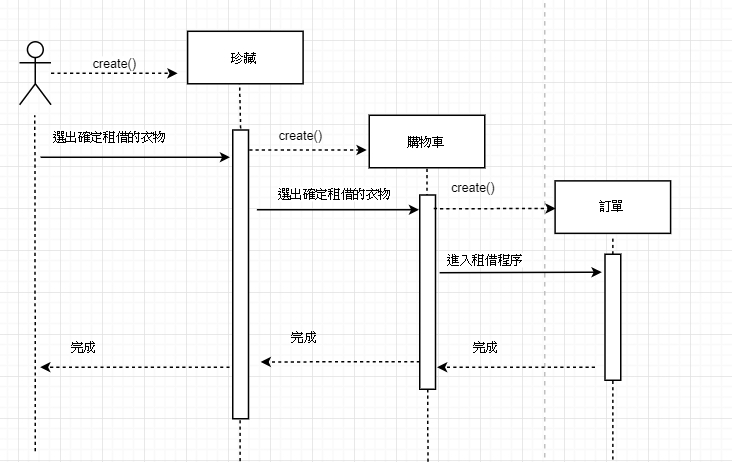 create()
珍藏
選出確定租借的衣物
create()
購物車
選出確定租借的衣物
create()
訂單
進入租借程序
完成
完成
完成